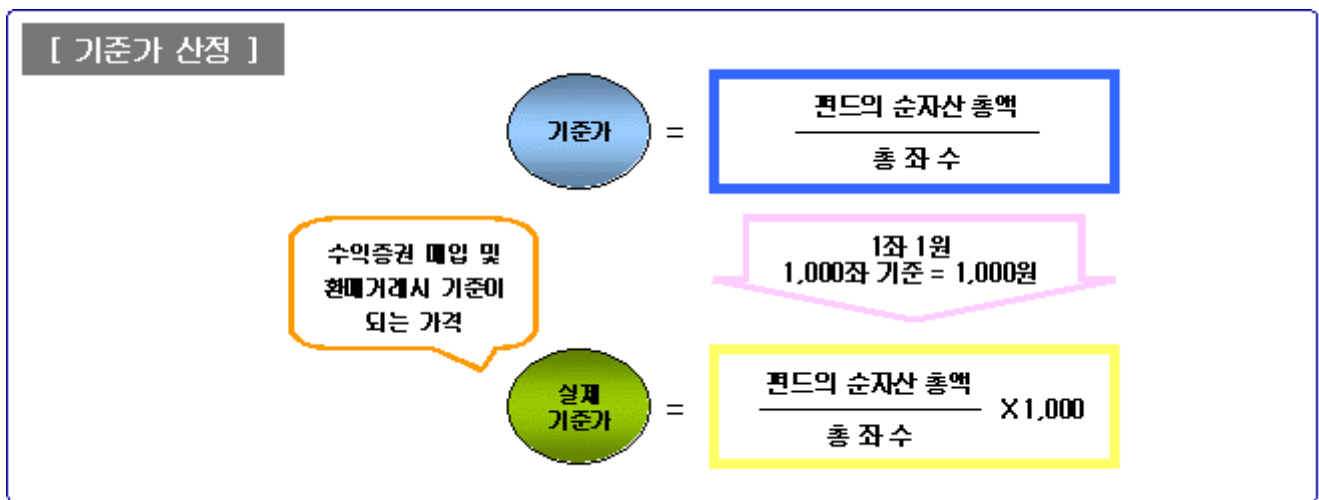 [ 기준가 산정 ]
기준가 =
펀드의 순자산 총액
총 좌 수
수익증권 매입 및
환매거래시 기준이
되는 가격
1좌 1원
1,000좌 기준 = 1,000원
실제
기준가 =
펀드의 순자산 총액
총 좌 수
X 1,000